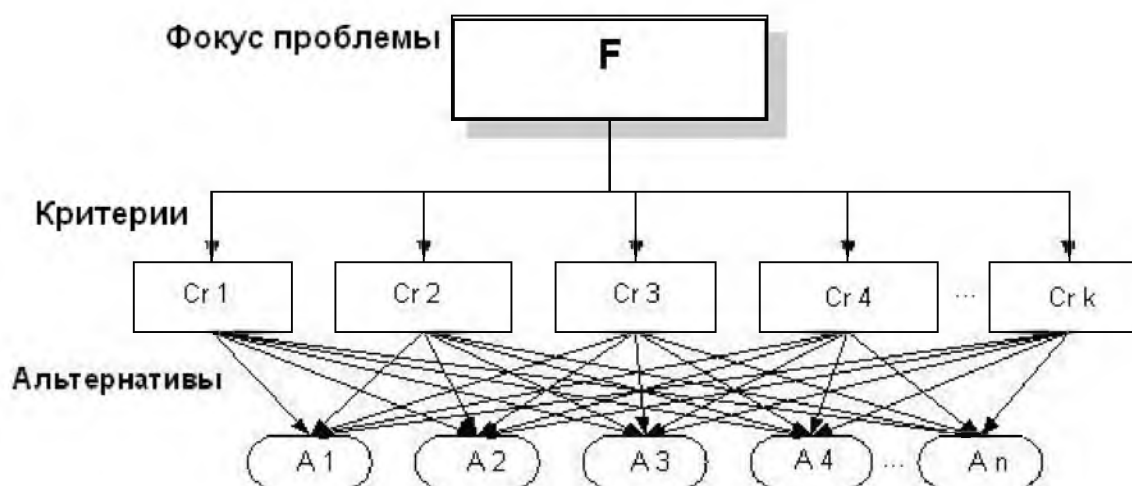 Фокус проблемы
F
Критерии
Cr 1 Cr 2 Cr 3 Cr 4 ... Cr k
Альтернативы
A 1 A 2 A 3 A 4 ... A n